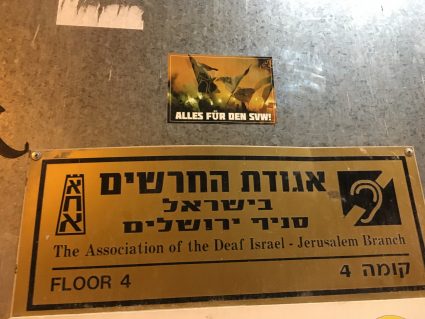 ALLES FÜR DEN SVW!
אגודת החרשים
בישראל
סניף ירושלים
The Association of the Deaf Israel - Jerusalem Branch
FLOOR 4
קומה 4